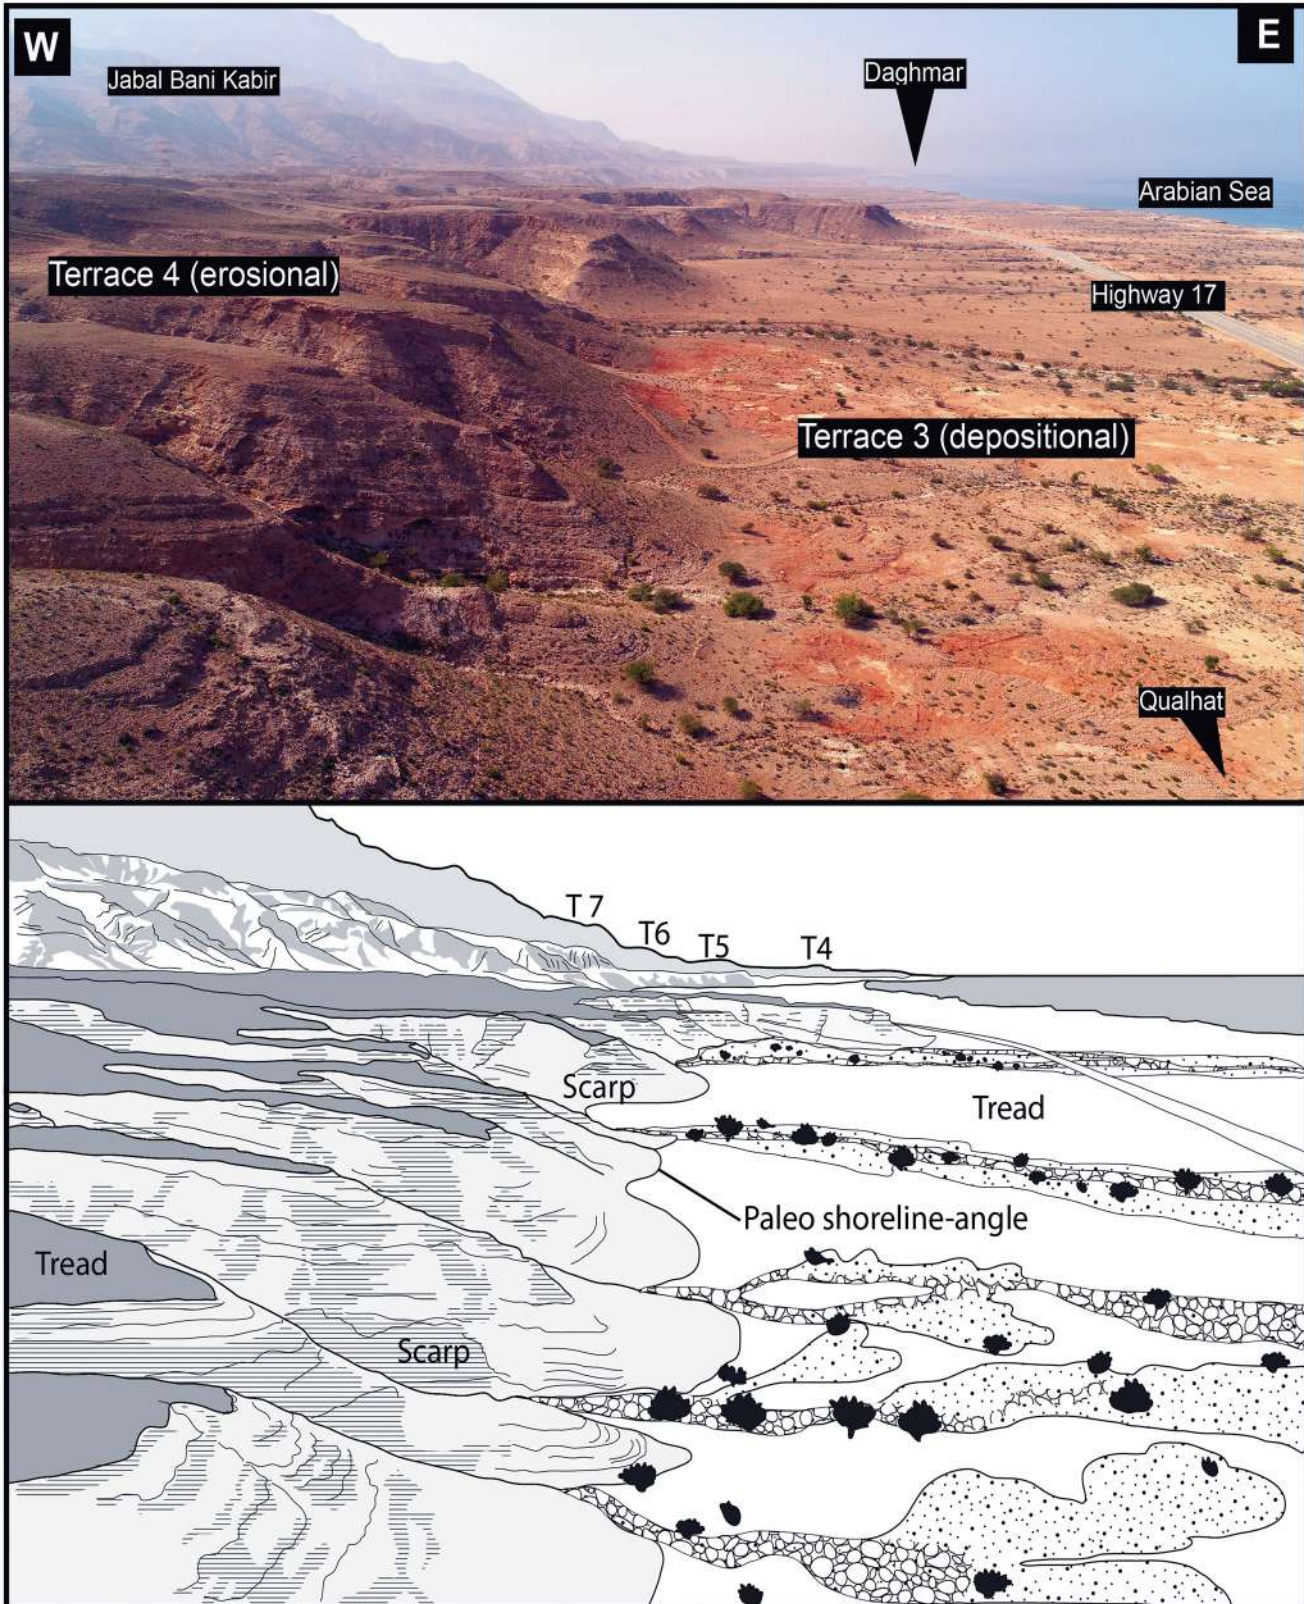 W
E
Jabal Bani Kabir
Daghmar
Arabian Sea
Terrace 4 (erosional)
Highway 17
Terrace 3 (depositional)
Qualhat
T 7
T6
T5
T4
Scarp
Tread
Paleo shoreline-angle
Tread
Scarp